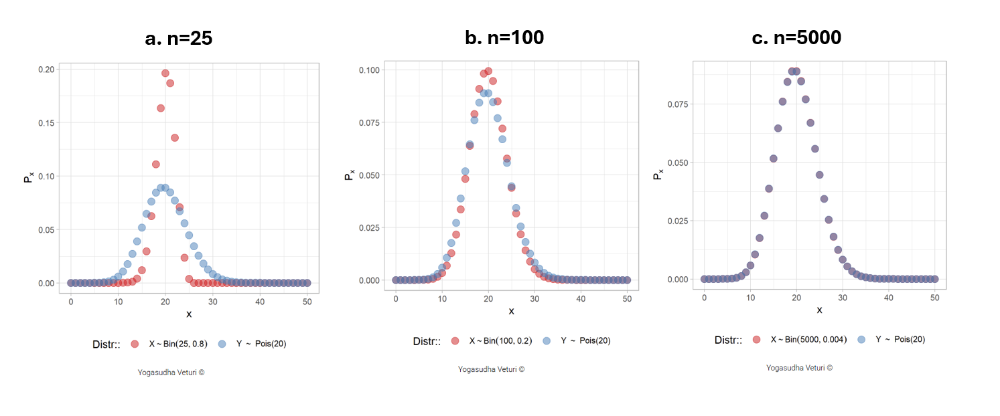 a. n=25
b. n=100
c. n=5000
0.20
0.15
0.10
0.05
0.00
Px
0 10 20 30 40 50
x
Distr:: X ~ Bin(25, 0.8) Y ~ Pois(20)
Yogasudha Veturi ©
0.100
0.075
0.050
0.025
0.000
Px
0 10 20 30 40 50
x
Distr:: X ~ Bin(100, 0.2) Y ~ Pois(20)
Yogasudha Veturi ©
0.075
0.050
0.025
0.000
Px
0 10 20 30 40 50
x
Distr:: X ~ Bin(5000, 0.004) Y ~ Pois(20)
Yogasudha Veturi ©